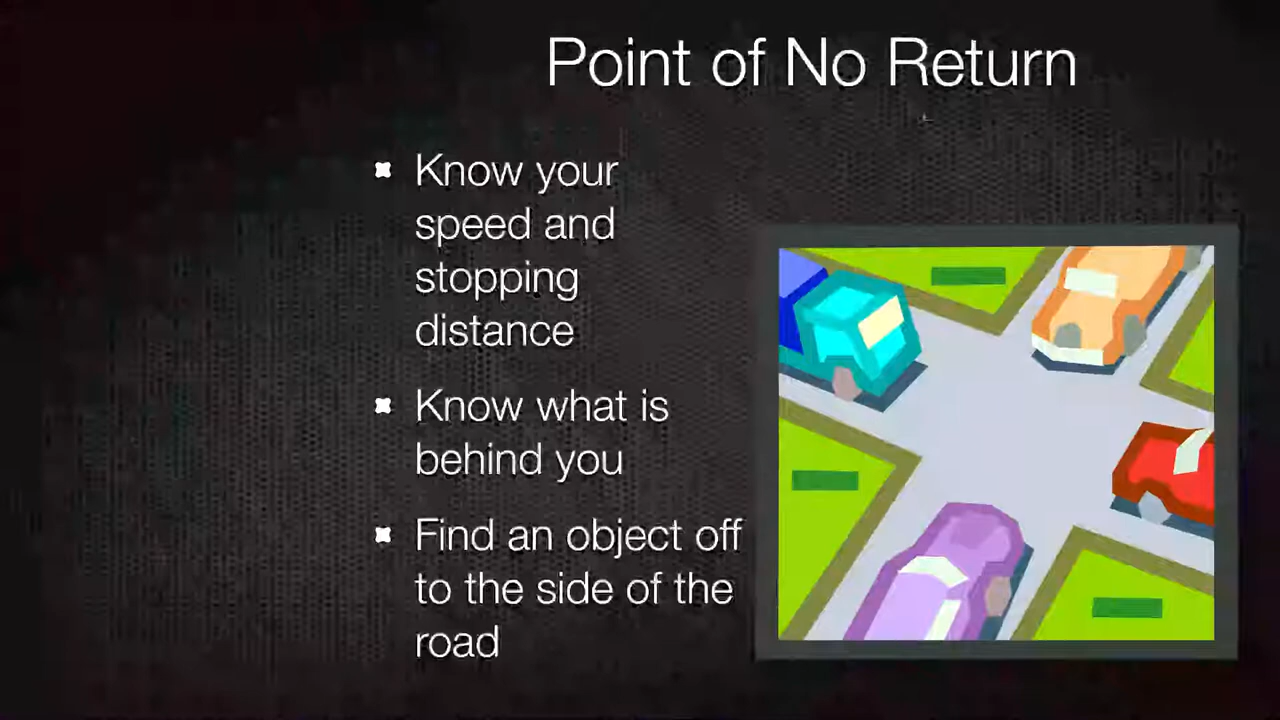 Point of No Return
Know your
speed and
stopping
distance
Know what is
behind you
Find an object off
to the side of the
road